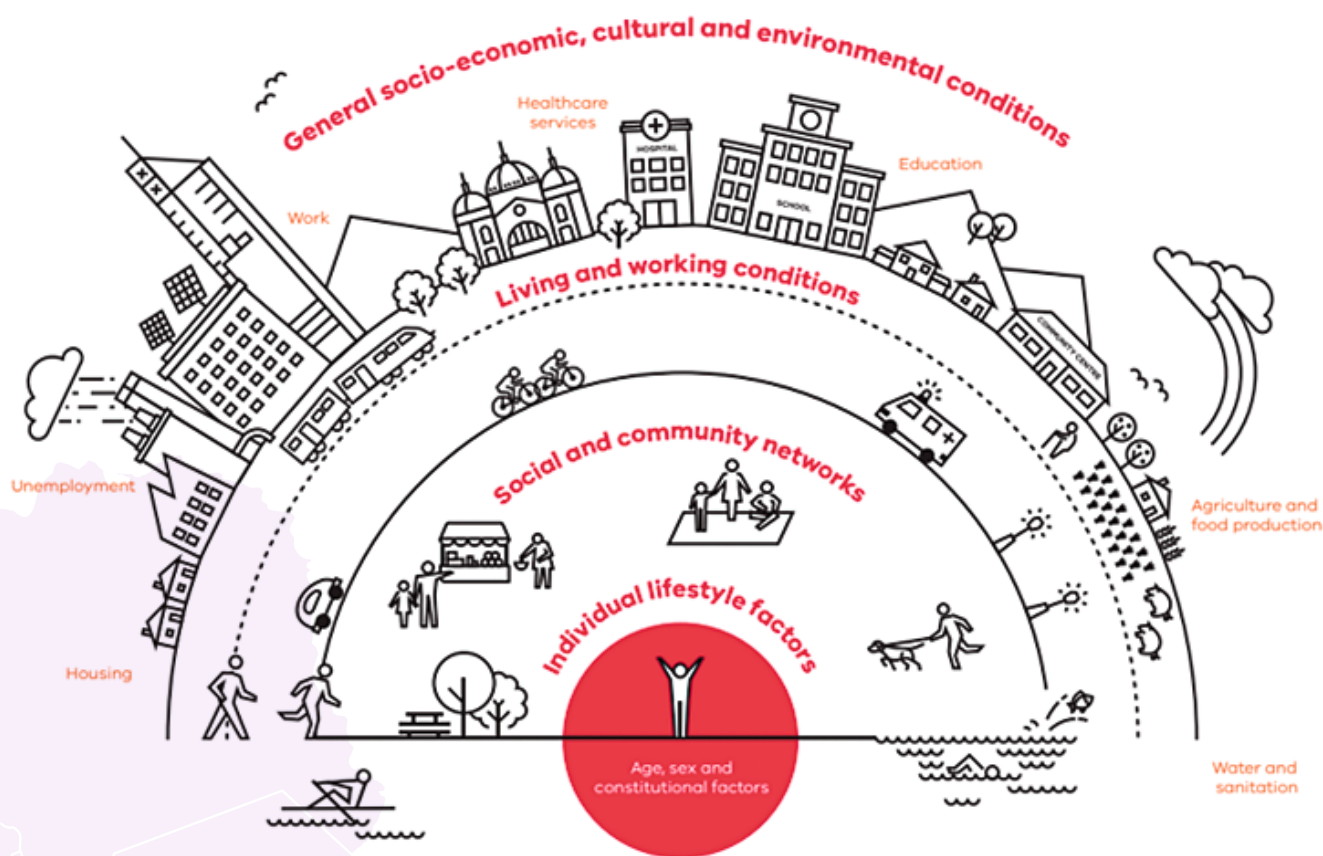 General socio-economic, cultural and environmental conditions
Healthcare
services
HOSPITAL
Education
SCHOOL
Work
Living and working conditions
COMMUNITY CENTRE
Social and community networks
Unemployment
Agriculture and
food production
Individual lifestyle factors
Housing
Age, sex and
constitutional factors
Water and
sanitation